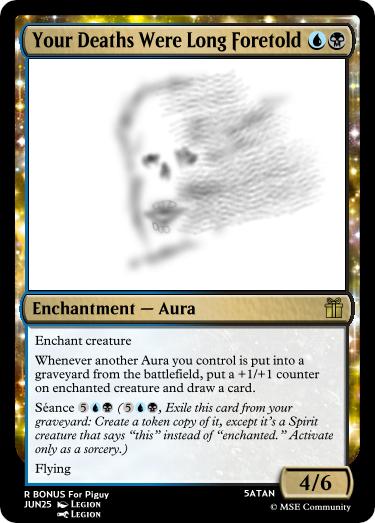 Your Deaths Were Long Foretold
Enchantment — Aura
Enchant creature
Whenever another Aura you control is put into a
graveyard from the battlefield, put a +1/+1 counter
on enchanted creature and draw a card.
Séance 5 (5, Exile this card from your
graveyard: Create a token copy of it, except it's a Spirit
creature that says “this” instead of “enchanted.” Activate
only as a sorcery.)
Flying
4/6
R BONUS For Piguy
5ATAN
JUN25 Legion
Legion
© MSE Community